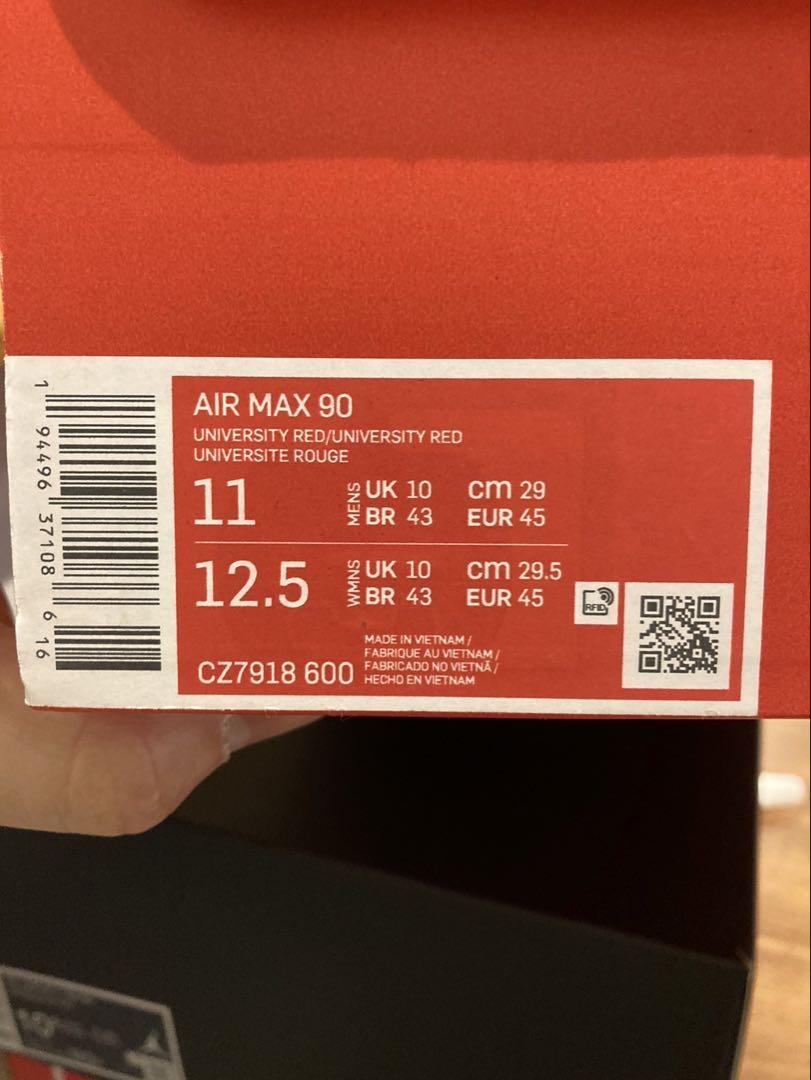 AIR MAX 90
UNIVERSITY RED/UNIVERSITY RED
UNIVERSITE ROUGE
11 MENS UK 10 cm 29
BR 43 EUR 45
12.5 WMNS UK 10 cm 29.5
BR 43 EUR 45
RFID
CZ7918 600
MADE IN VIETNAM /
FABRIQUE AU VIETNAM /
FABRICADO NO VIETNÃ /
HECHO EN VIETNAM
1 94496 37108 6 16